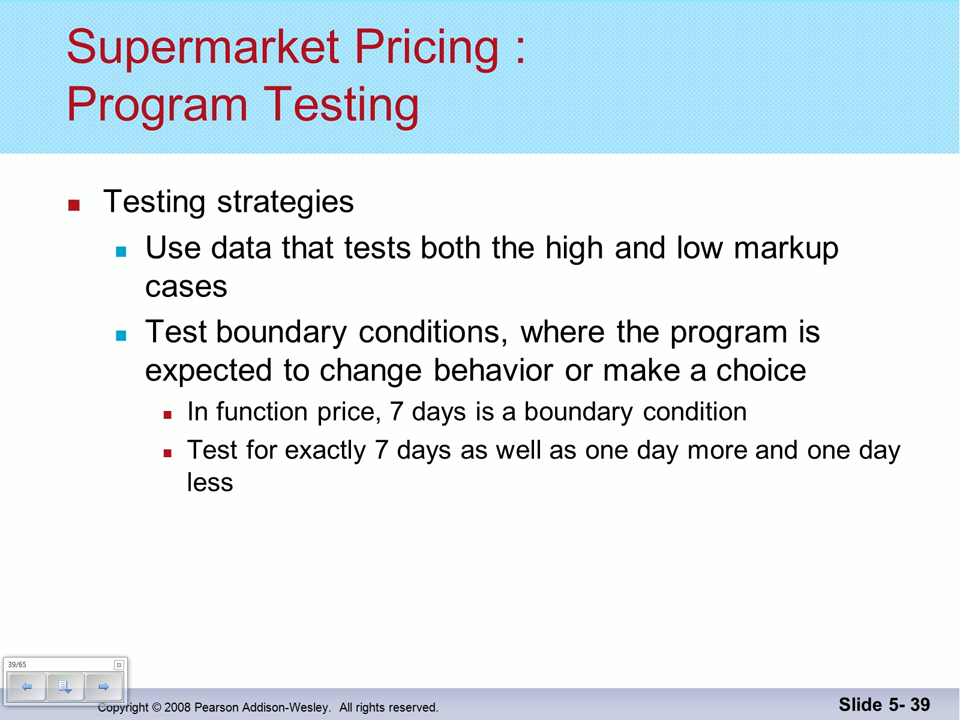 Supermarket Pricing :
Program Testing
Testing strategies
Use data that tests both the high and low markup
cases
Test boundary conditions, where the program is
expected to change behavior or make a choice
In function price, 7 days is a boundary condition
Test for exactly 7 days as well as one day more and one day
less
39/65
Copyright © 2008 Pearson Addison-Wesley. All rights reserved.
Slide 5- 39